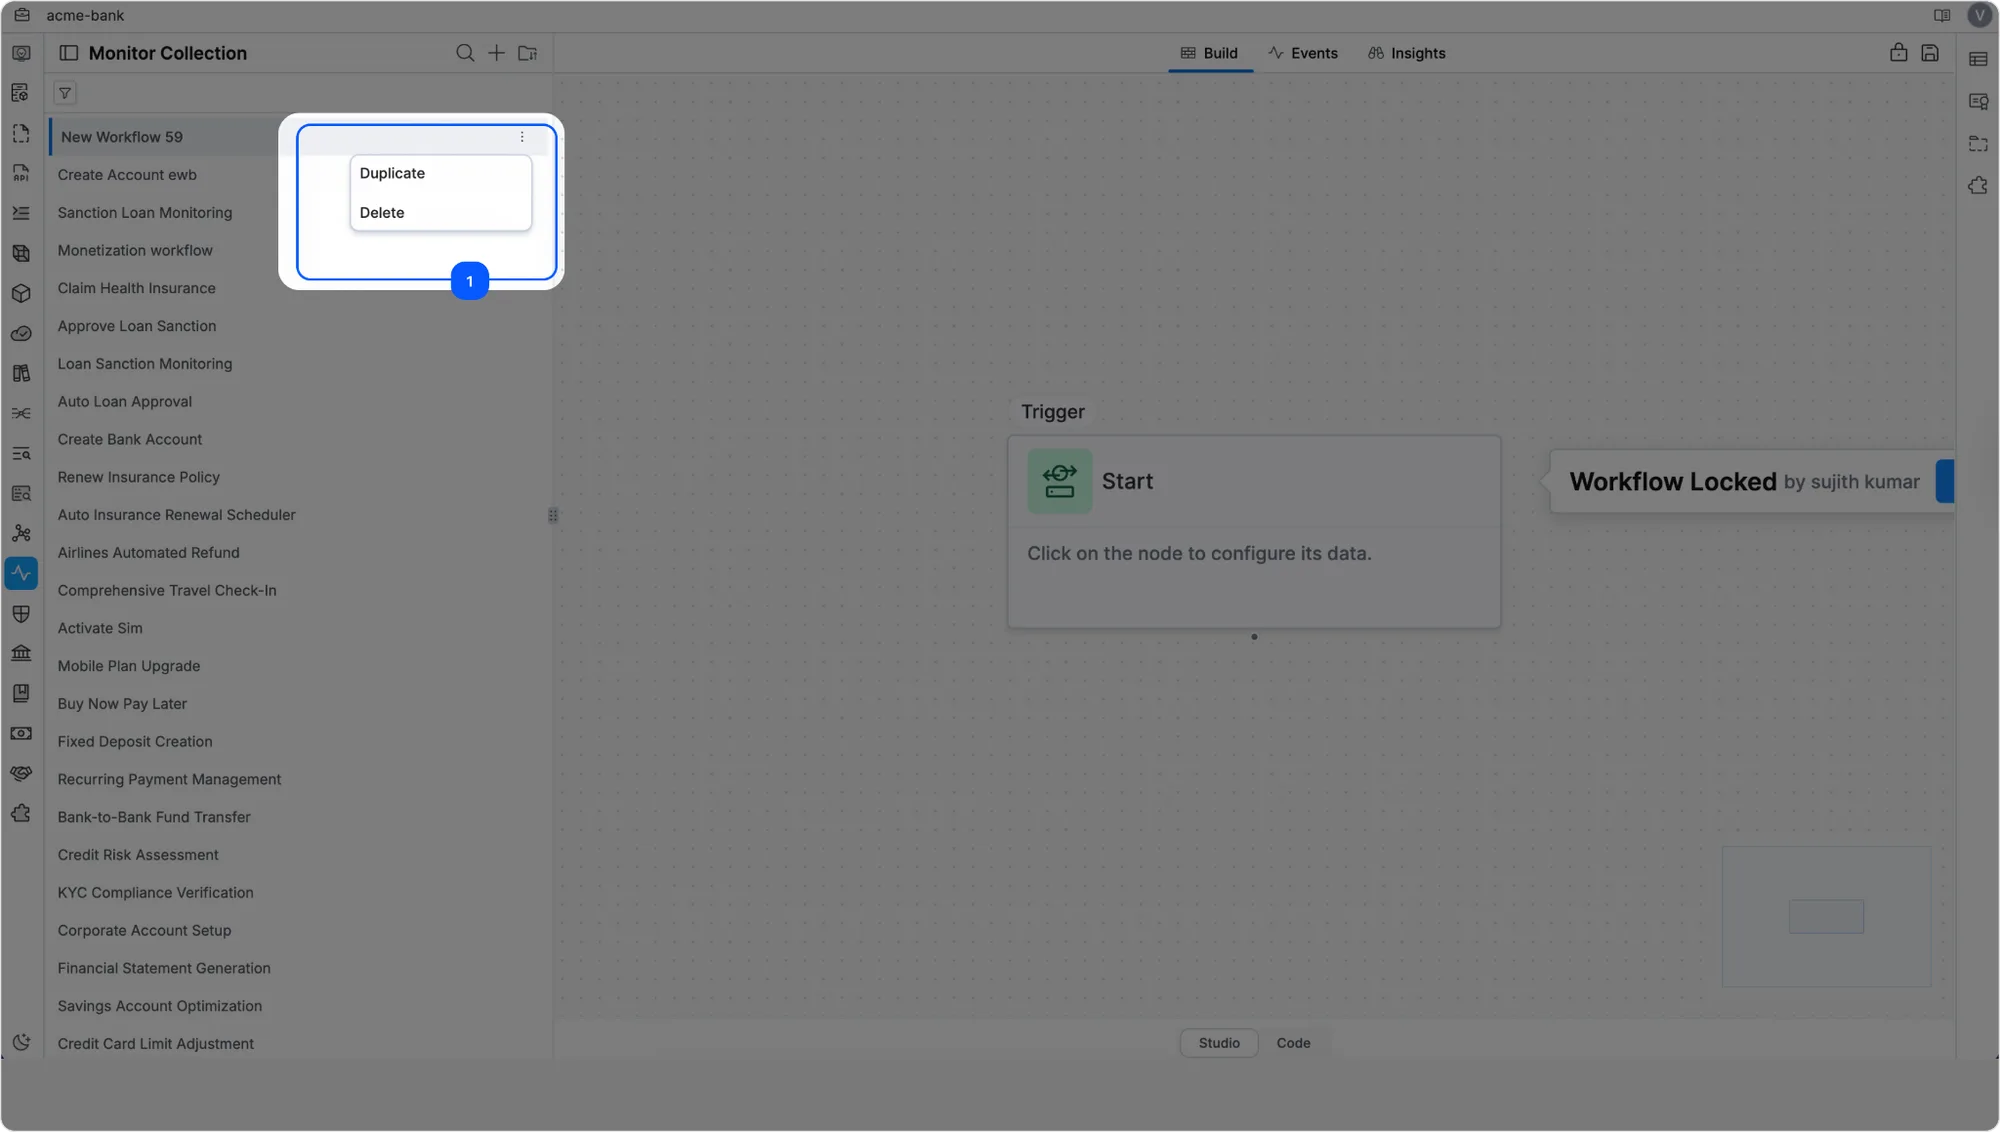 acme-bank
V
Monitor Collection
Build
Events
Insights
New Workflow 59
Create Account ewb
Sanction Loan Monitoring
Monetization workflow
Claim Health Insurance
Approve Loan Sanction
Loan Sanction Monitoring
Auto Loan Approval
Create Bank Account
Renew Insurance Policy
Auto Insurance Renewal Scheduler
Airlines Automated Refund
Comprehensive Travel Check-In
Activate Sim
Mobile Plan Upgrade
Buy Now Pay Later
Fixed Deposit Creation
Recurring Payment Management
Bank-to-Bank Fund Transfer
Credit Risk Assessment
KYC Compliance Verification
Corporate Account Setup
Financial Statement Generation
Savings Account Optimization
Credit Card Limit Adjustment
API
Duplicate
Delete
1
Trigger
Start
Click on the node to configure its data.
Workflow Locked by sujith kumar
Studio
Code